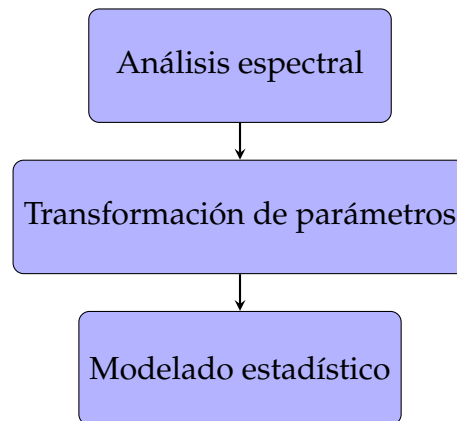 Análisis espectral
Transformación de parámetros
Modelado estadístico